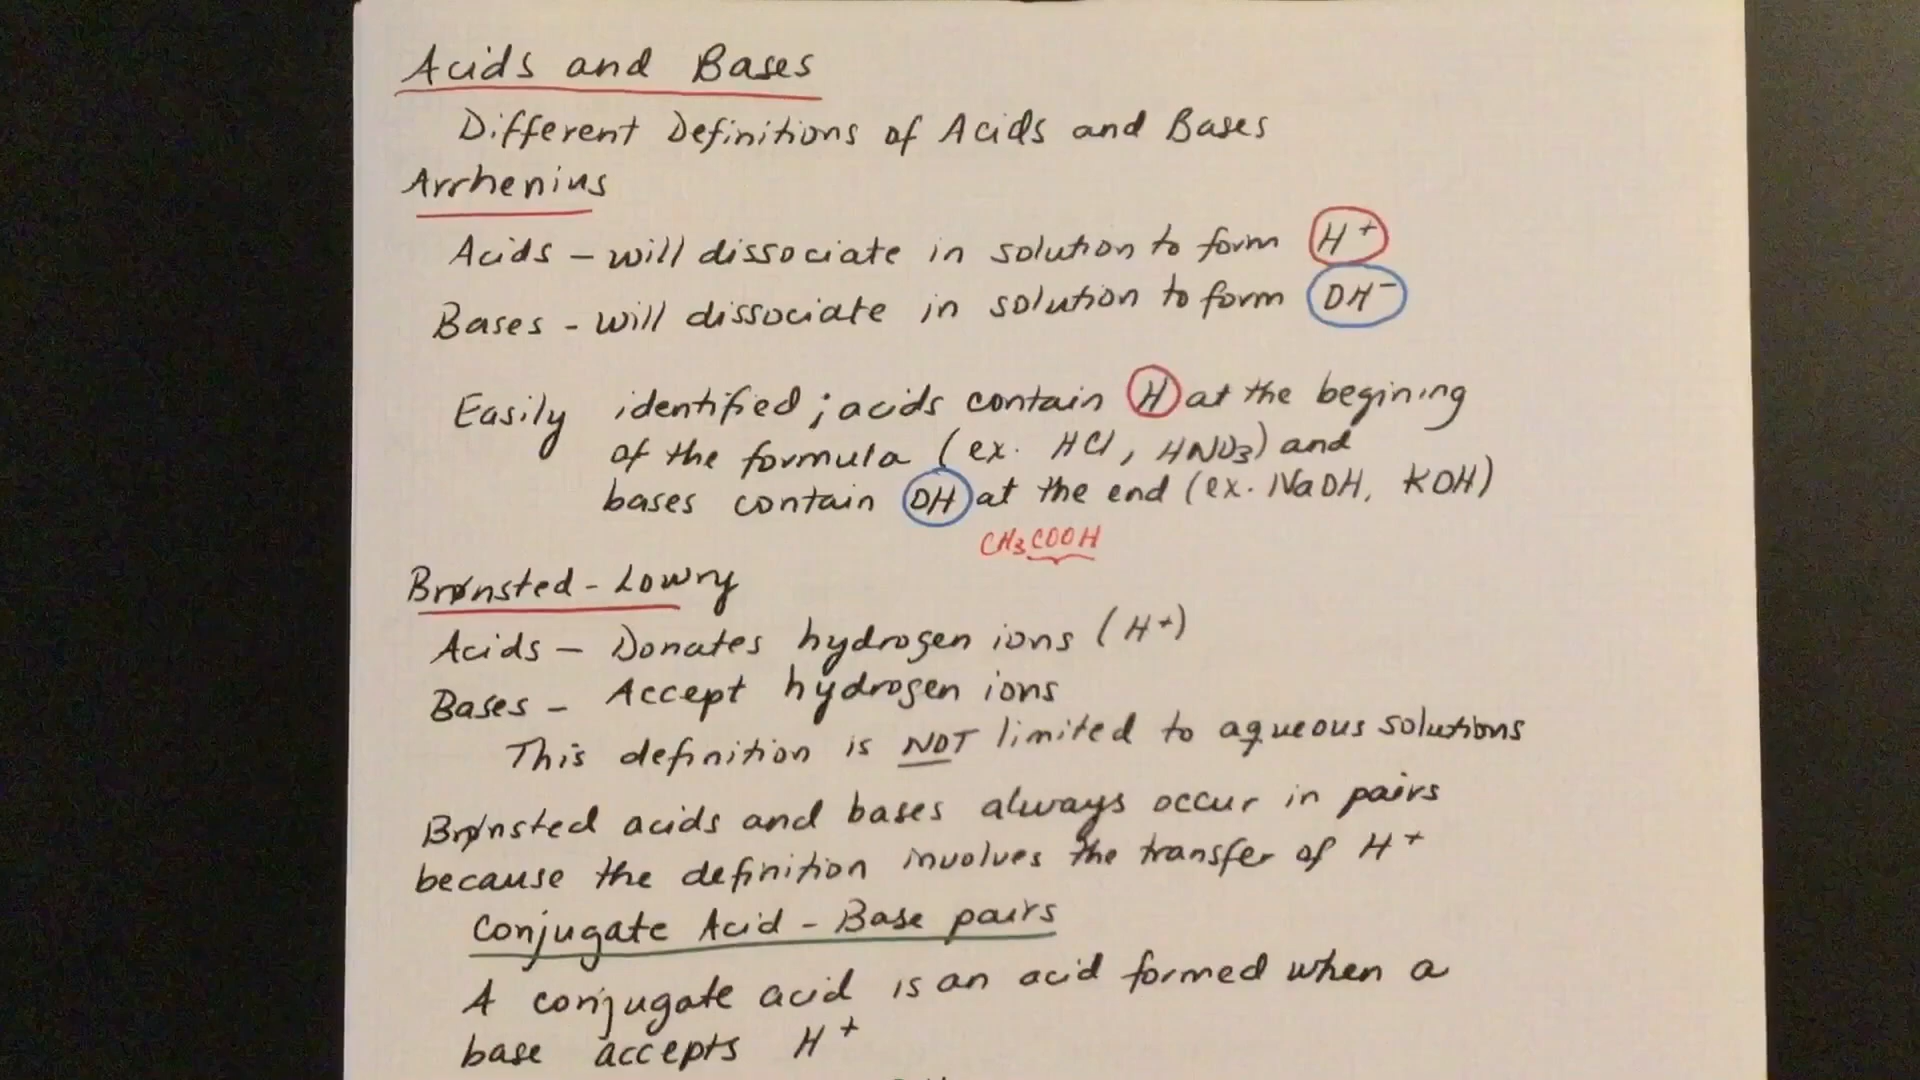 Acids and Bases
Different Definitions of Acids and Bases
Arrhenius
Acids - will dissociate in solution to form H+
Bases - will dissociate in solution to form OH-
Easily identified; acids contain H at the begining
of the formula (ex. HCl, HNO3) and
bases contain OH at the end (ex. NaOH, KOH)
CH3COOH
Brønsted - Lowry
Acids - Donates hydrogen ions (H+)
Bases - Accept hydrogen ions
This definition is NOT limited to aqueous solutions
Brønsted acids and bases always occur in pairs
because the definition involves the transfer of H+
Conjugate Acid - Base pairs
A conjugate acid is an acid formed when a
base accepts H+